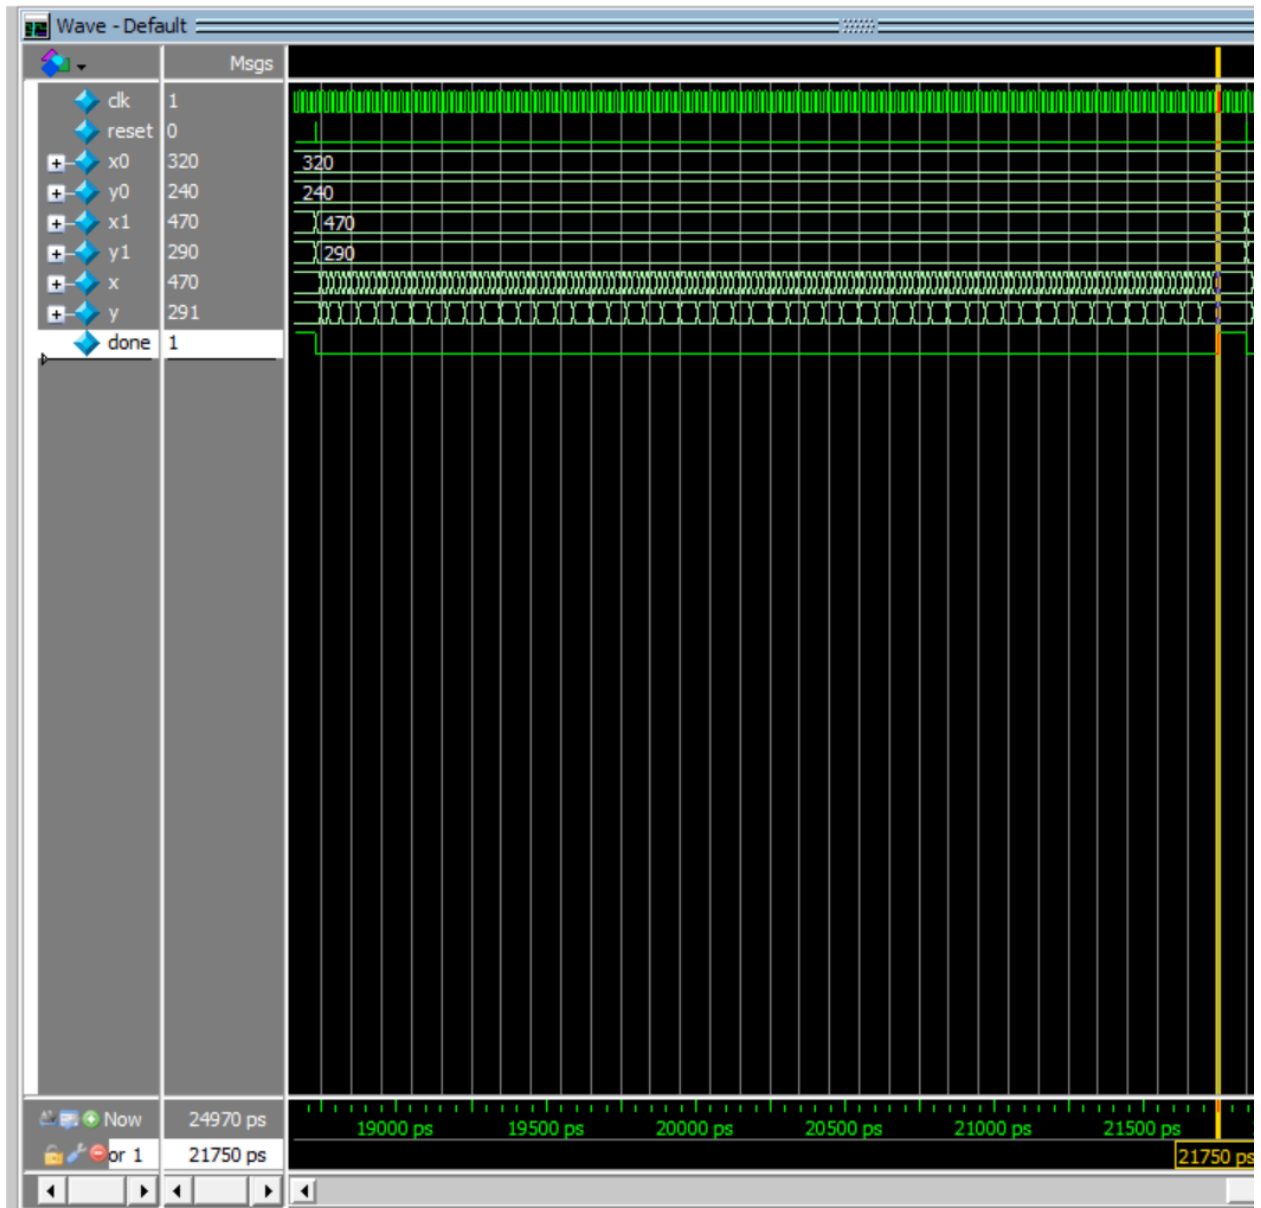 Wave - Default
Msgs
clk 1
reset 0
x0 320 320
y0 240 240
x1 470 470
y1 290 290
x 470
y 291
done 1
Now 24970 ps 19000 ps 19500 ps 20000 ps 20500 ps 21000 ps 21500 ps
or 1 21750 ps 21750 ps